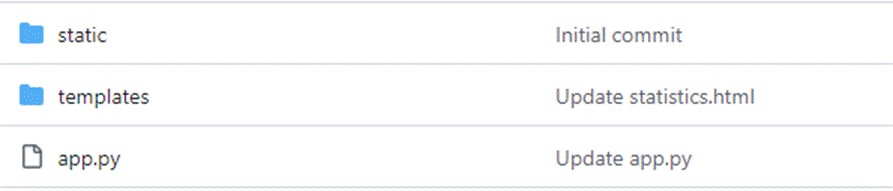 static Initial commit
templates Update statistics.html
app.py Update app.py